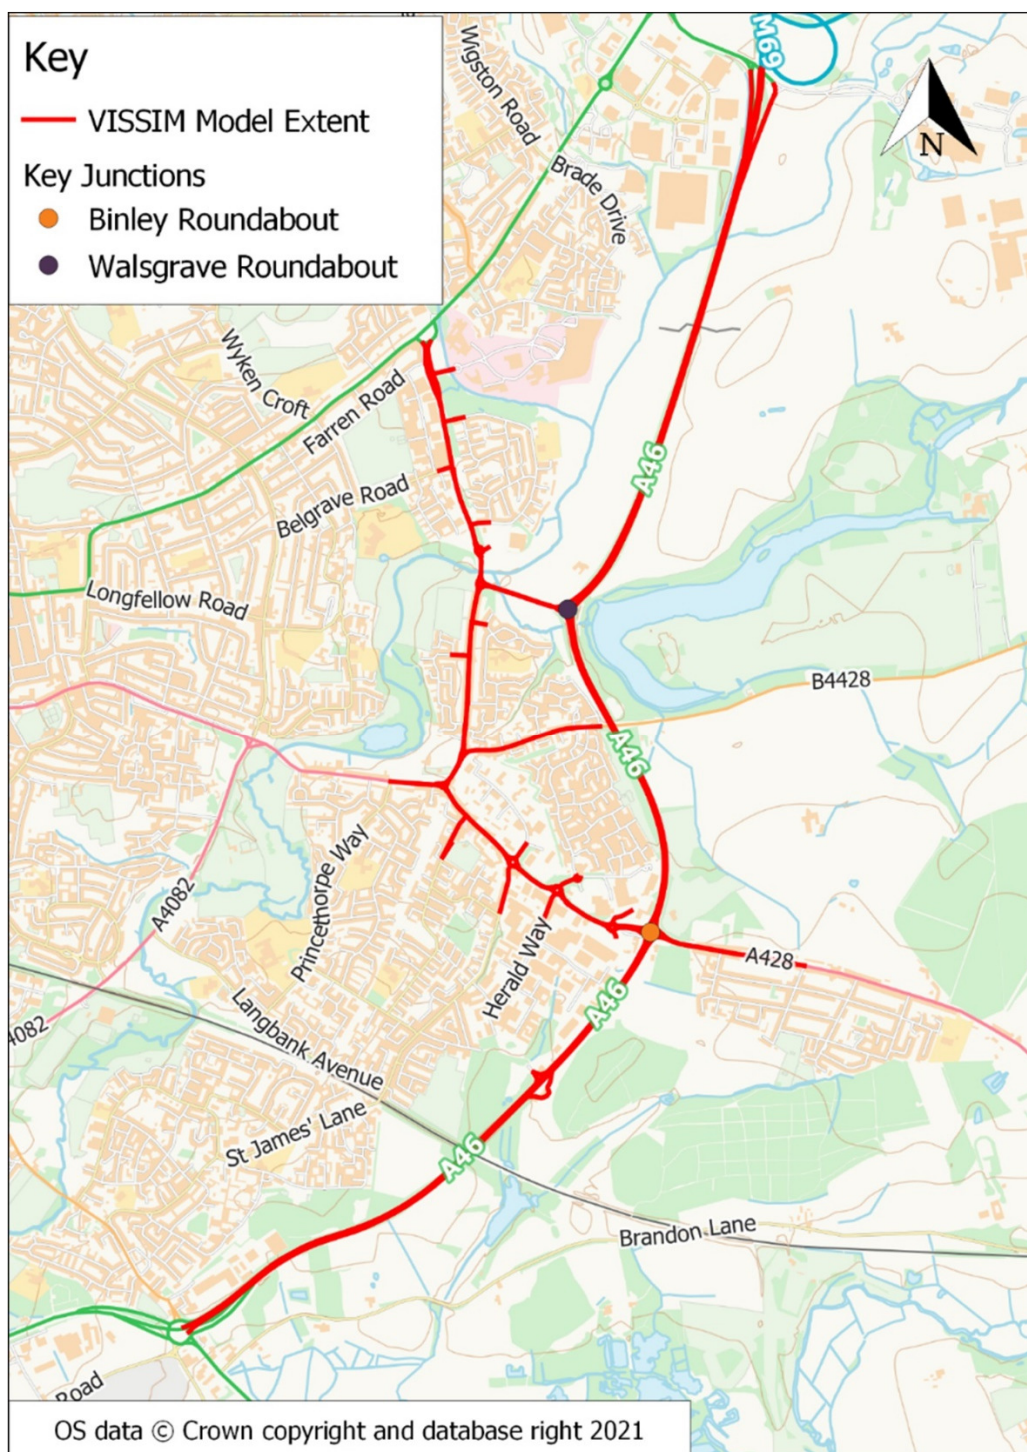 Key
VISSIM Model Extent
Key Junctions
Binley Roundabout
Walsgrave Roundabout
M69
Wigston Road
N
Brade Drive
Wyken Croft
Farren Road
A46
Belgrave Road
Longfellow Road
B4428
A46
Princethorpe Way
A4082
Herald Way
A428
A46
Langbank Avenue
St James' Lane
A46
Brandon Lane
Road
OS data © Crown copyright and database right 2021